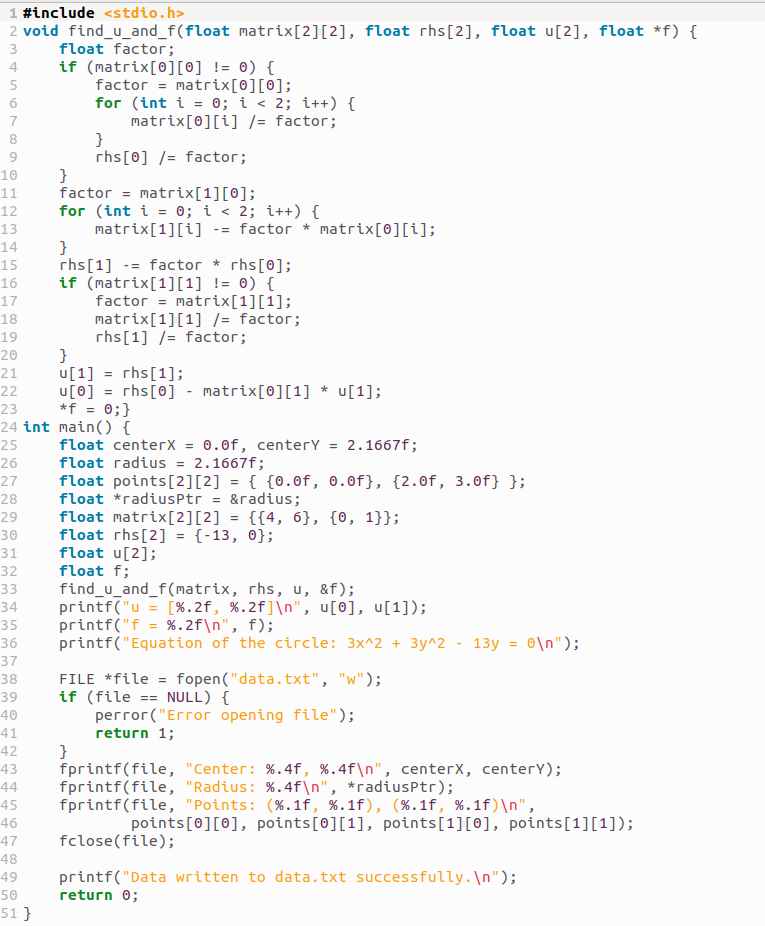 1 #include <stdio.h>
2 void find_u_and_f(float matrix[2][2], float rhs[2], float u[2], float *f) {
3     float factor;
4     if (matrix[0][0] != 0) {
5         factor = matrix[0][0];
6         for (int i = 0; i < 2; i++) {
7             matrix[0][i] /= factor;
8         }
9         rhs[0] /= factor;
10     }
11     factor = matrix[1][0];
12     for (int i = 0; i < 2; i++) {
13         matrix[1][i] -= factor * matrix[0][i];
14     }
15     rhs[1] -= factor * rhs[0];
16     if (matrix[1][1] != 0) {
17         factor = matrix[1][1];
18         matrix[1][1] /= factor;
19         rhs[1] /= factor;
20     }
21     u[1] = rhs[1];
22     u[0] = rhs[0] - matrix[0][1] * u[1];
23     *f = 0;}
24 int main() {
25     float centerX = 0.0f, centerY = 2.1667f;
26     float radius = 2.1667f;
27     float points[2][2] = { {0.0f, 0.0f}, {2.0f, 3.0f} };
28     float *radiusPtr = &radius;
29     float matrix[2][2] = {{4, 6}, {0, 1}};
30     float rhs[2] = {-13, 0};
31     float u[2];
32     float f;
33     find_u_and_f(matrix, rhs, u, &f);
34     printf("u = [%.2f, %.2f]\n", u[0], u[1]);
35     printf("f = %.2f\n", f);
36     printf("Equation of the circle: 3x^2 + 3y^2 - 13y = 0\n");
37
38     FILE *file = fopen("data.txt", "w");
39     if (file == NULL) {
40         perror("Error opening file");
41         return 1;
42     }
43     fprintf(file, "Center: %.4f, %.4f\n", centerX, centerY);
44     fprintf(file, "Radius: %.4f\n", *radiusPtr);
45     fprintf(file, "Points: (%.1f, %.1f), (%.1f, %.1f)\n",
46             points[0][0], points[0][1], points[1][0], points[1][1]);
47     fclose(file);
48
49     printf("Data written to data.txt successfully.\n");
50     return 0;
51 }